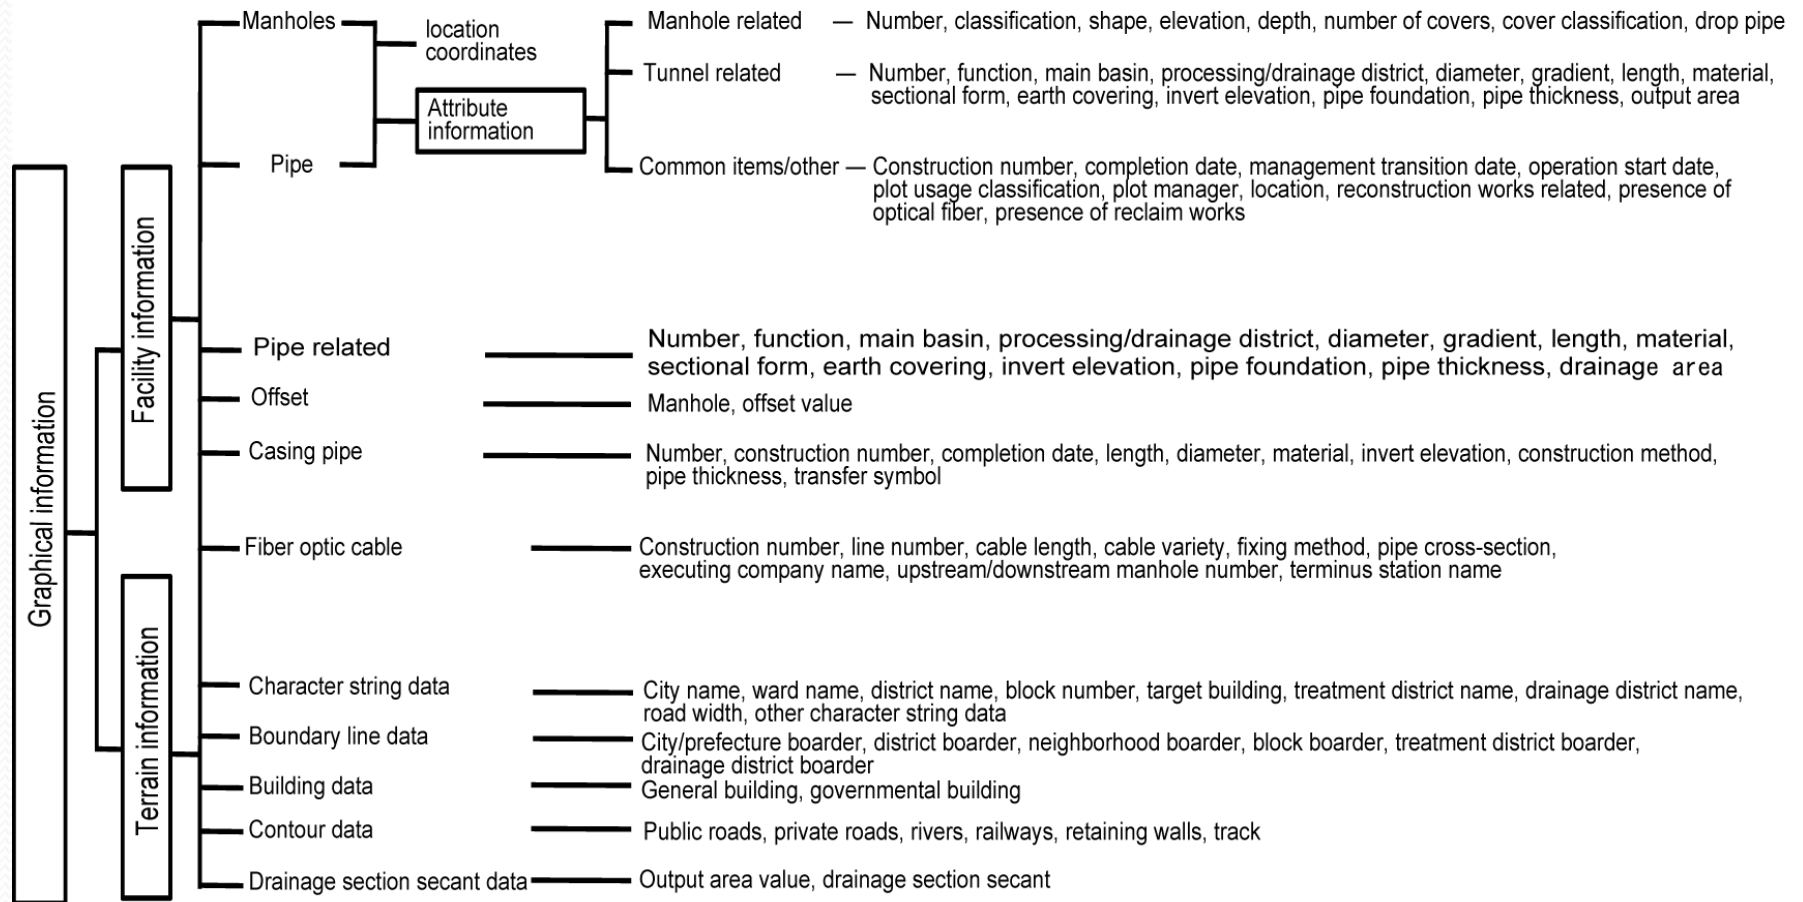 Graphical information
Facility information
Manholes
location
coordinates
Attribute
information
Pipe
Manhole related — Number, classification, shape, elevation, depth, number of covers, cover classification, drop pipe
Tunnel related — Number, function, main basin, processing/drainage district, diameter, gradient, length, material,
sectional form, earth covering, invert elevation, pipe foundation, pipe thickness, output area
Common items/other — Construction number, completion date, management transition date, operation start date,
plot usage classification, plot manager, location, reconstruction works related, presence of
optical fiber, presence of reclaim works
Pipe related
Number, function, main basin, processing/drainage district, diameter, gradient, length, material,
sectional form, earth covering, invert elevation, pipe foundation, pipe thickness, drainage area
Offset
Manhole, offset value
Casing pipe
Number, construction number, completion date, length, diameter, material, invert elevation, construction method,
pipe thickness, transfer symbol
Fiber optic cable
Construction number, line number, cable length, cable variety, fixing method, pipe cross-section,
executing company name, upstream/downstream manhole number, terminus station name
Terrain information
Character string data
City name, ward name, district name, block number, target building, treatment district name, drainage district name,
road width, other character string data
Boundary line data
City/prefecture boarder, district boarder, neighborhood boarder, block boarder, treatment district boarder,
drainage district boarder
Building data
General building, governmental building
Contour data
Public roads, private roads, rivers, railways, retaining walls, track
Drainage section secant data
Output area value, drainage section secant